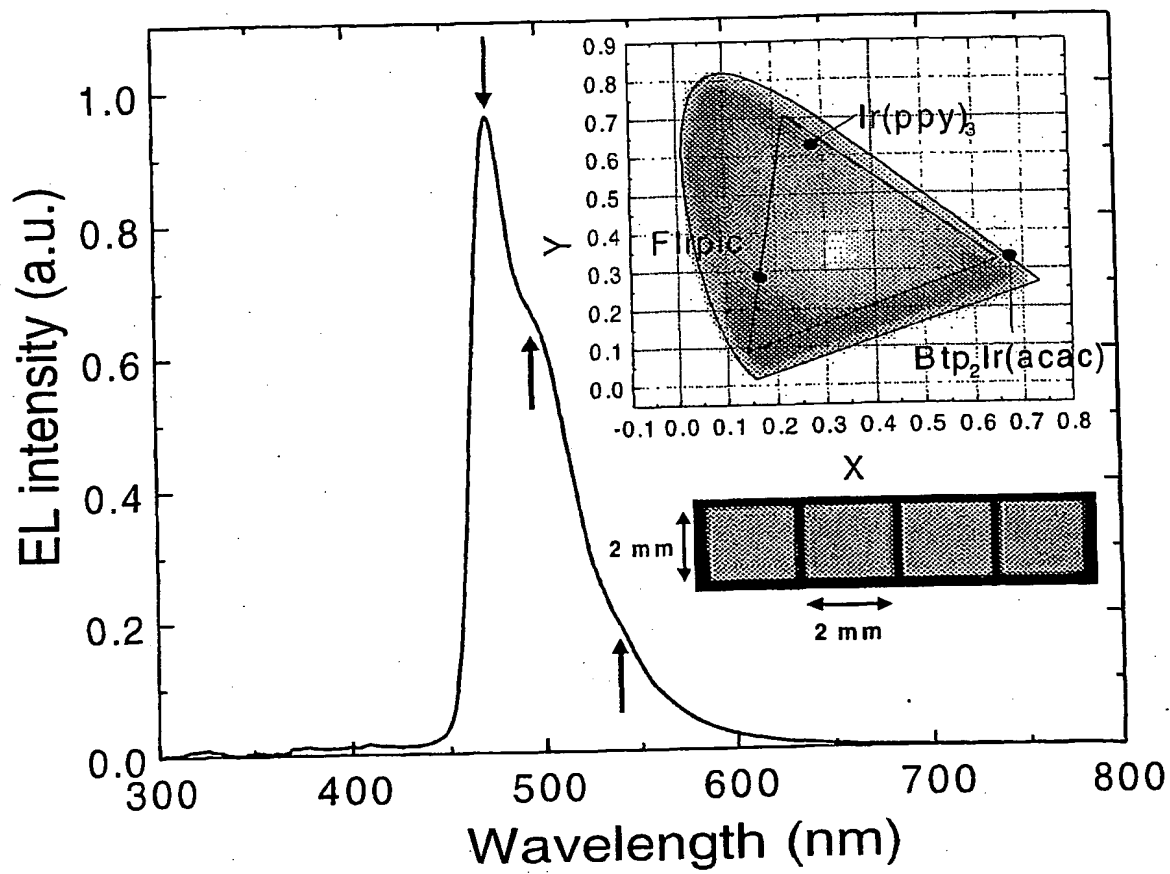 EL intensity (a.u.)
1.0
0.8
0.6
0.4
0.2
0.0
300 400 500 600 700 800
Wavelength (nm)
Y
0.9
0.8
0.7
0.6
0.5
0.4
0.3
0.2
0.1
0.0
-0.1 0.0 0.1 0.2 0.3 0.4 0.5 0.6 0.7 0.8
X
Ir(ppy)₃
FIrpic
Btp₂Ir(acac)
2 mm
2 mm